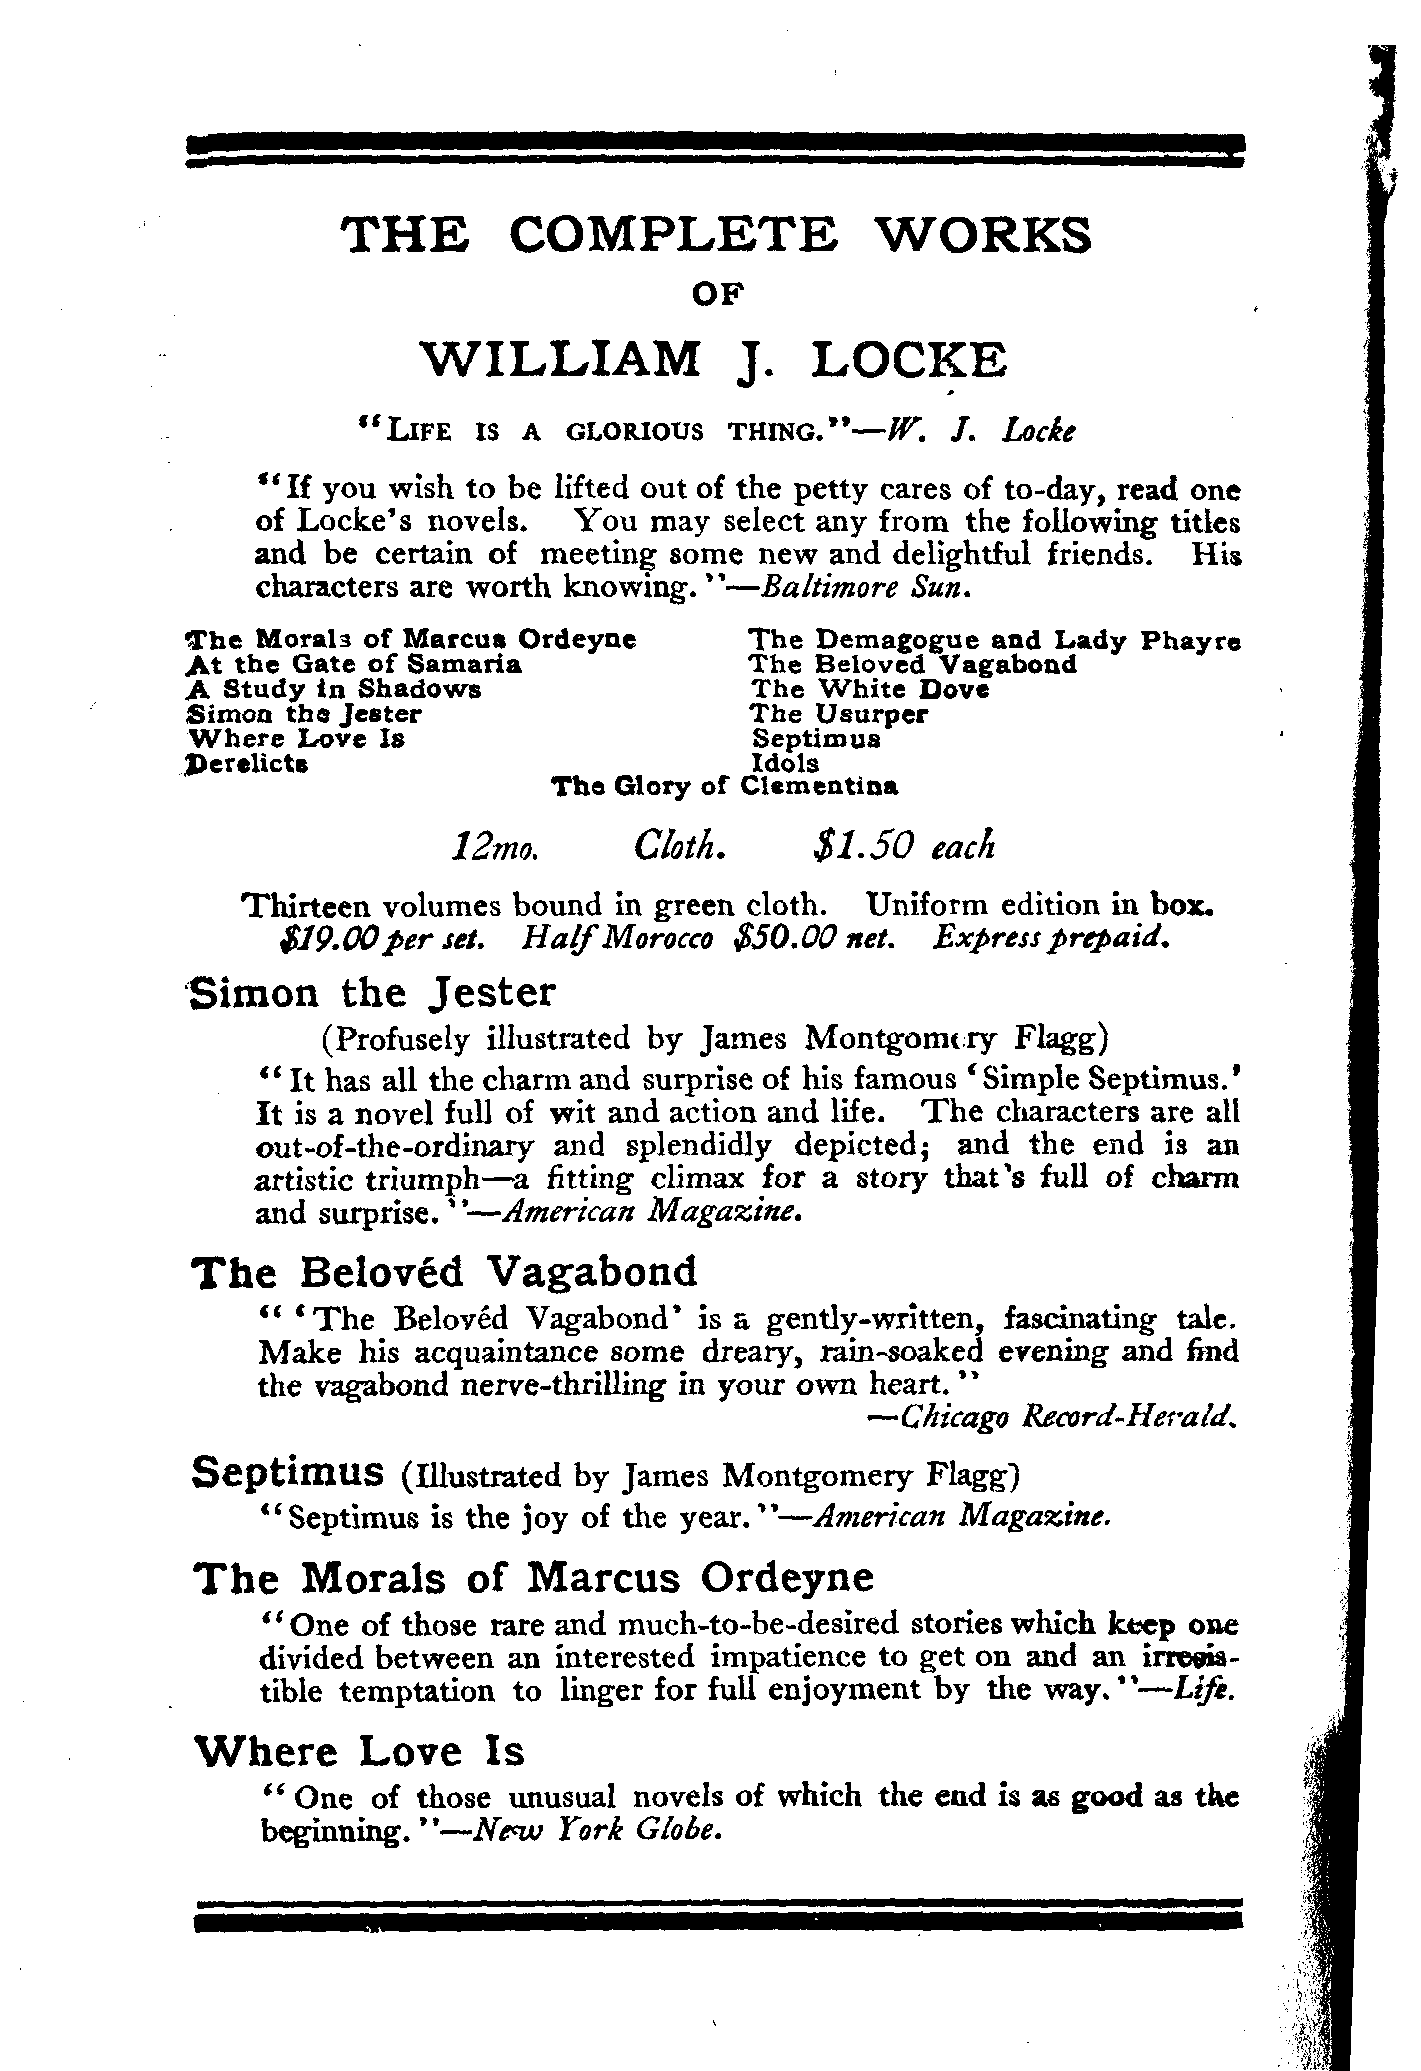 THE COMPLETE WORKS
OF
WILLIAM J. LOCKE
"LIFE IS A GLORIOUS THING."—W. J. Locke
"If you wish to be lifted out of the petty cares of to-day, read one
of Locke's novels. You may select any from the following titles
and be certain of meeting some new and delightful friends. His
characters are worth knowing."—Baltimore Sun.
The Morals of Marcus Ordeyne
At the Gate of Samaria
A Study in Shadows
Simon the Jester
Where Love Is
Derelicts
The Demagogue and Lady Phayre
The Beloved Vagabond
The White Dove
The Usurper
Septimus
Idols
The Glory of Clementina
12mo. Cloth. $1.50 each
Thirteen volumes bound in green cloth. Uniform edition in box.
$19.00 per set. Half Morocco $50.00 net. Express prepaid.
Simon the Jester
(Profusely illustrated by James Montgomery Flagg)
"It has all the charm and surprise of his famous 'Simple Septimus.'
It is a novel full of wit and action and life. The characters are all
out-of-the-ordinary and splendidly depicted; and the end is an
artistic triumph—a fitting climax for a story that's full of charm
and surprise."—American Magazine.
The Belovéd Vagabond
"'The Belovéd Vagabond' is a gently-written, fascinating tale.
Make his acquaintance some dreary, rain-soaked evening and find
the vagabond nerve-thrilling in your own heart."
—Chicago Record-Herald.
Septimus (Illustrated by James Montgomery Flagg)
"Septimus is the joy of the year."—American Magazine.
The Morals of Marcus Ordeyne
"One of those rare and much-to-be-desired stories which keep one
divided between an interested impatience to get on and an irresis-
tible temptation to linger for full enjoyment by the way."—Life.
Where Love Is
"One of those unusual novels of which the end is as good as the
beginning."—New York Globe.